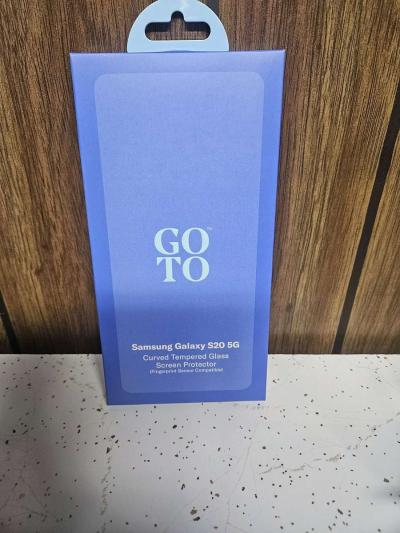 GO
TO
Samsung Galaxy S20 5G
Curved Tempered Glass
Screen Protector
(Fingerprint Sensor Compatible)